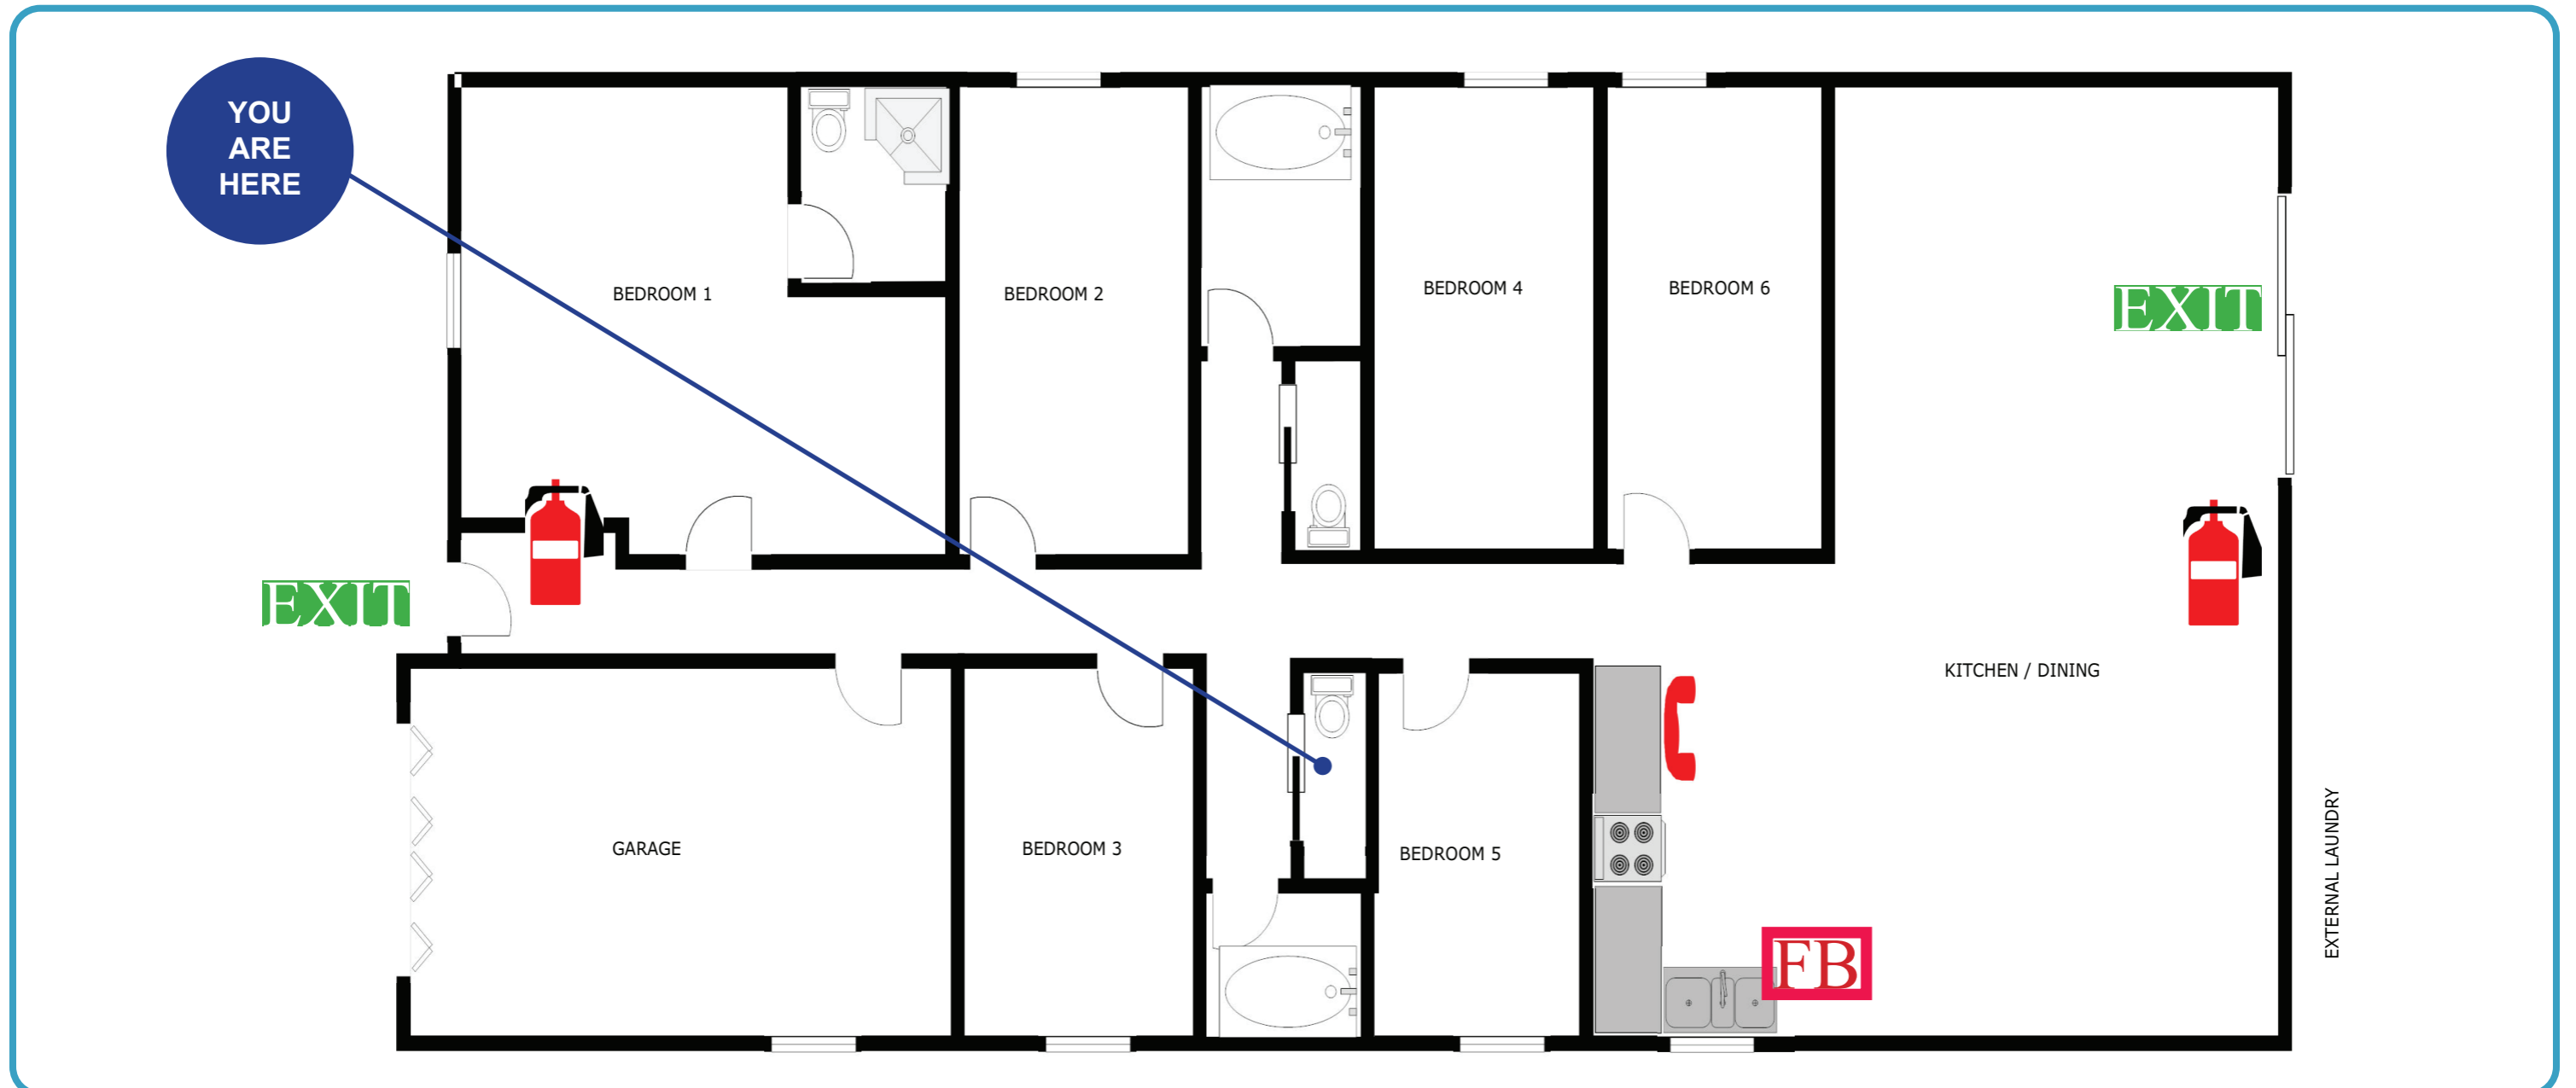 YOU
ARE
HERE
BEDROOM 1
BEDROOM 2
BEDROOM 4
BEDROOM 6
EXIT
EXIT
KITCHEN / DINING
GARAGE
BEDROOM 3
BEDROOM 5
EXTERNAL LAUNDRY
FB